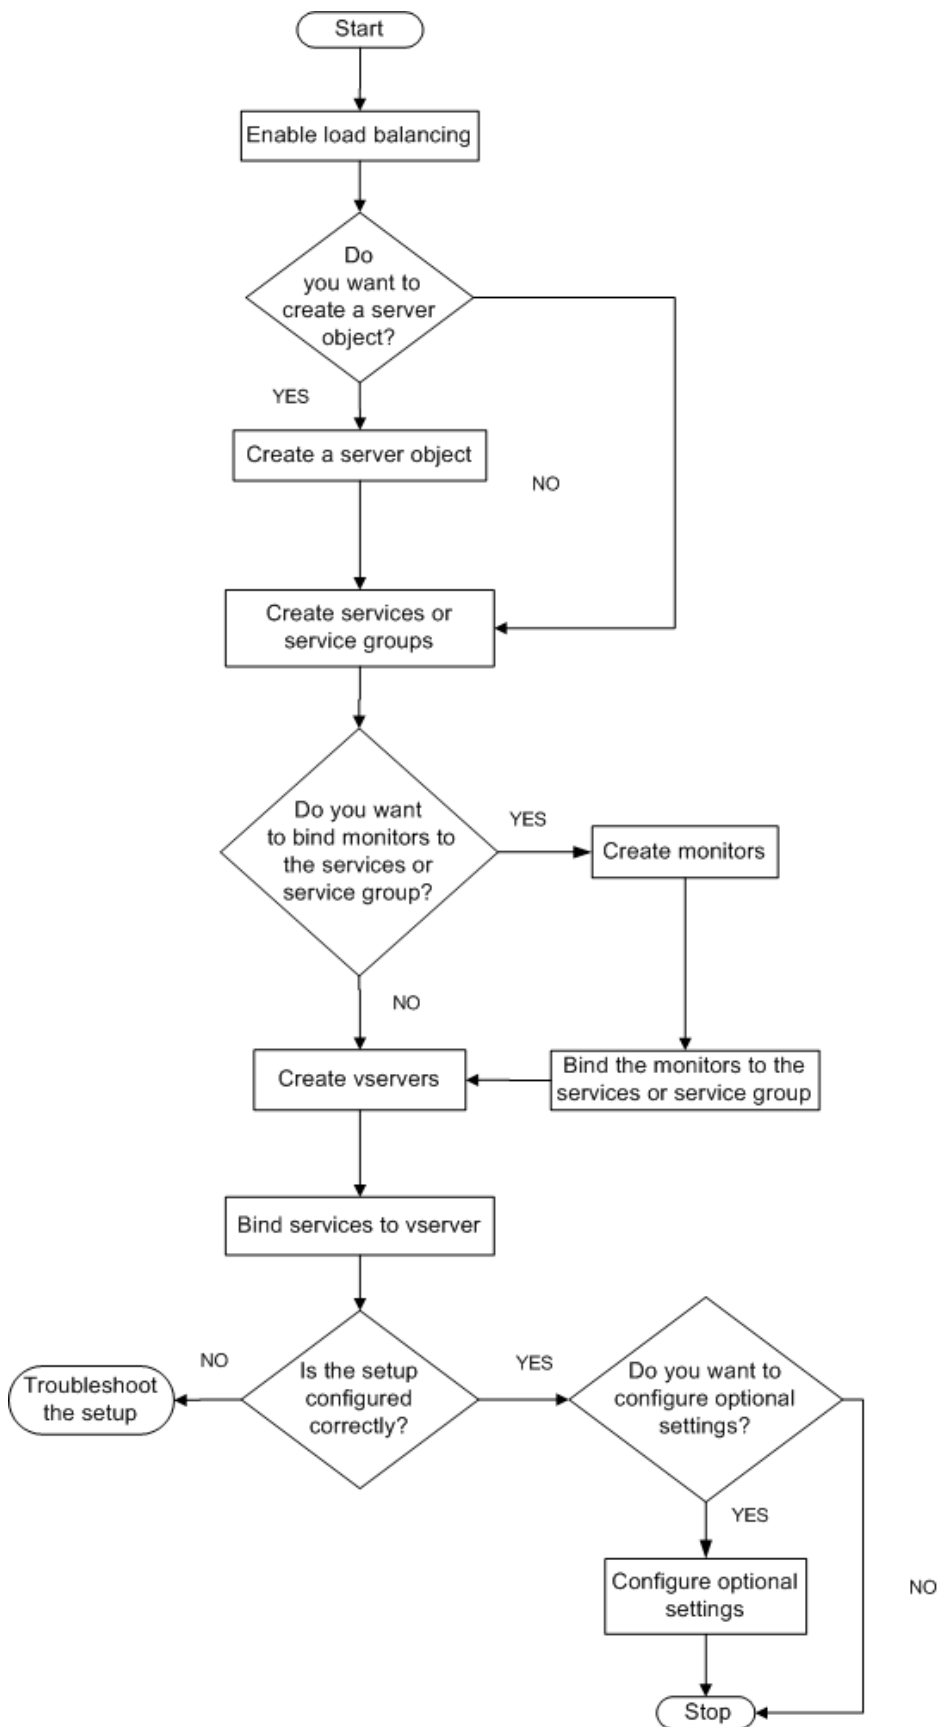 Start
Enable load balancing
Do
you want to
create a server
object?
YES
Create a server object
NO
Create services or
service groups
Do you want
to bind monitors to
the services or
service group?
YES
Create monitors
NO
Create vservers
Bind the monitors to the
services or service group
Bind services to vserver
Is the setup
configured
correctly?
NO
Troubleshoot
the setup
YES
Do you want to
configure optional
settings?
YES
Configure optional
settings
NO
Stop